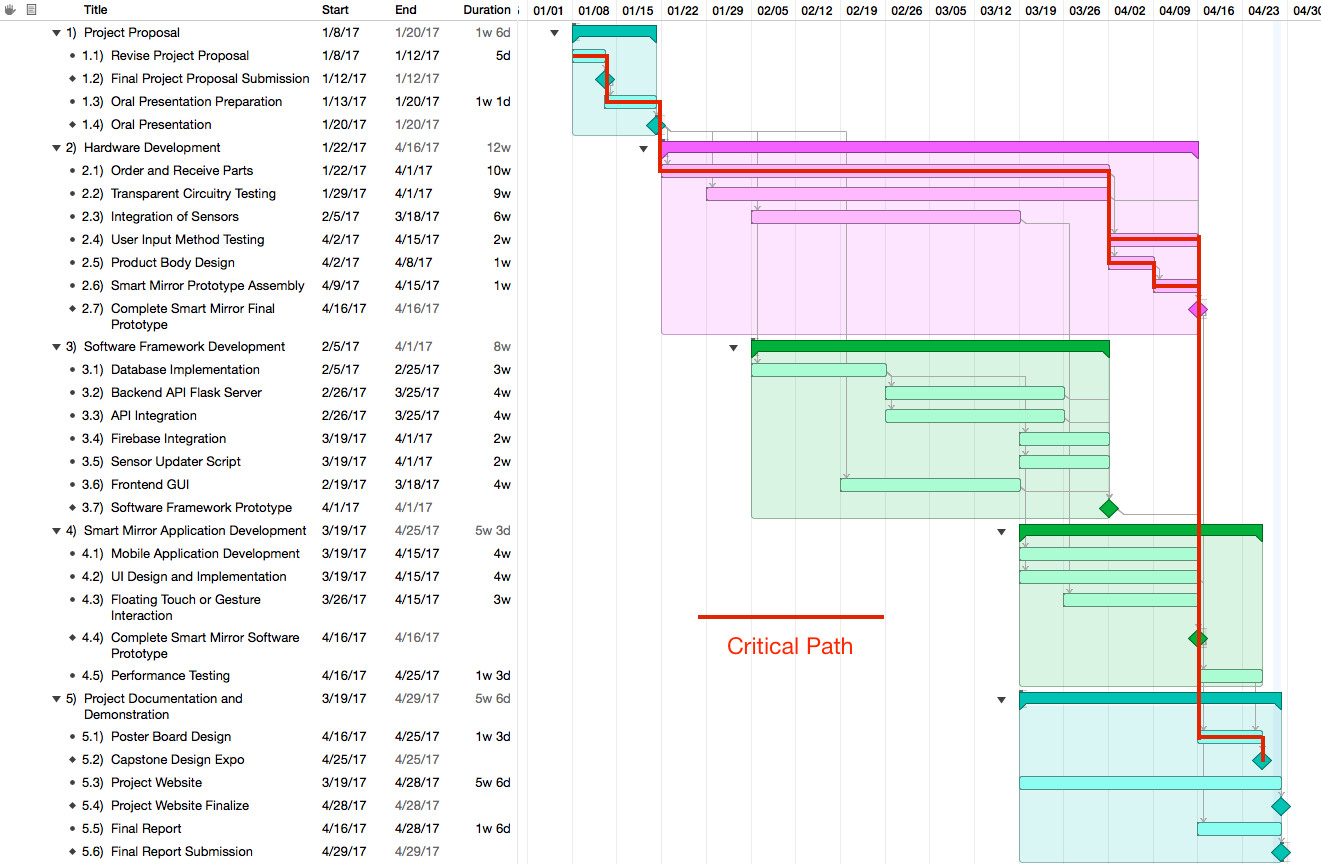 Title Start End Duration 01/01 01/08 01/15 01/22 01/29 02/05 02/12 02/19 02/26 03/05 03/12 03/19 03/26 04/02 04/09 04/16 04/23 04/30
1) Project Proposal 1/8/17 1/20/17 1w 6d
1.1) Revise Project Proposal 1/8/17 1/12/17 5d
1.2) Final Project Proposal Submission 1/12/17 1/12/17
1.3) Oral Presentation Preparation 1/13/17 1/20/17 1w 1d
1.4) Oral Presentation 1/20/17 1/20/17
2) Hardware Development 1/22/17 4/16/17 12w
2.1) Order and Receive Parts 1/22/17 4/1/17 10w
2.2) Transparent Circuitry Testing 1/29/17 4/1/17 9w
2.3) Integration of Sensors 2/5/17 3/18/17 6w
2.4) User Input Method Testing 4/2/17 4/15/17 2w
2.5) Product Body Design 4/2/17 4/8/17 1w
2.6) Smart Mirror Prototype Assembly 4/9/17 4/15/17 1w
2.7) Complete Smart Mirror Final 4/16/17 4/16/17
Prototype
3) Software Framework Development 2/5/17 4/1/17 8w
3.1) Database Implementation 2/5/17 2/25/17 3w
3.2) Backend API Flask Server 2/26/17 3/25/17 4w
3.3) API Integration 2/26/17 3/25/17 4w
3.4) Firebase Integration 3/19/17 4/1/17 2w
3.5) Sensor Updater Script 3/19/17 4/1/17 2w
3.6) Frontend GUI 2/19/17 3/18/17 4w
3.7) Software Framework Prototype 4/1/17 4/1/17
4) Smart Mirror Application Development 3/19/17 4/25/17 5w 3d
4.1) Mobile Application Development 3/19/17 4/15/17 4w
4.2) UI Design and Implementation 3/19/17 4/15/17 4w
4.3) Floating Touch or Gesture 3/26/17 4/15/17 3w
Interaction
4.4) Complete Smart Mirror Software 4/16/17 4/16/17
Prototype
Critical Path
4.5) Performance Testing 4/16/17 4/25/17 1w 3d
5) Project Documentation and 3/19/17 4/29/17 5w 6d
Demonstration
5.1) Poster Board Design 4/16/17 4/25/17 1w 3d
5.2) Capstone Design Expo 4/25/17 4/25/17
5.3) Project Website 3/19/17 4/28/17 5w 6d
5.4) Project Website Finalize 4/28/17 4/28/17
5.5) Final Report 4/16/17 4/28/17 1w 6d
5.6) Final Report Submission 4/29/17 4/29/17